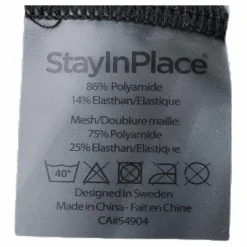 StayInPlace®
86% Polyamide
14% Elasthan/Elastique
Mesh/Doublure maille:
75% Polyamide
25% Elasthan/Elastique
40°
Designed in Sweden
Made in China - Fait en Chine
CA#54904